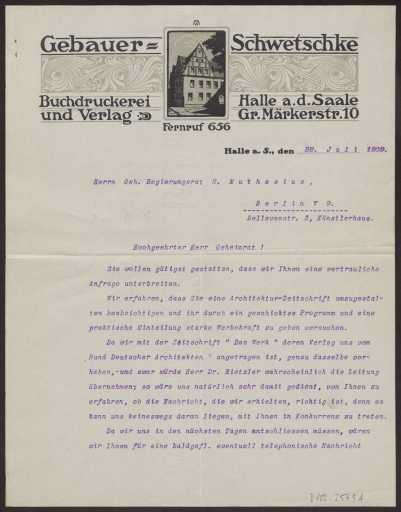 Gebauer=Schwetschke
Buchdruckerei
und Verlag
Halle a.d. Saale
Gr. Märkerstr. 10
Fernruf 656
Halle a. S., den 28. Juli 1909.
Herrn Geh. Regierungsrat H. Muthesius,
Berlin W 9.
Bellevuestr. 3, Künstlerhaus.
Hochgeehrter Herr Geheimrat !
Sie wollen gütigst gestatten, dass wir Ihnen eine vertrauliche
Anfrage unterbreiten.
Wir erfahren, dass Sie eine Architektur-Zeitschrift umzugestal-
ten beabsichtigen und ihr durch ein geschicktes Programm und eine
praktische Einteilung starke Werbekraft zu geben versuchen.
Da wir mit der Zeitschrift " Das Werk " deren Verlag uns vom
" Bund Deutscher Architekten " angetragen ist, genau dasselbe vor-
haben,-und zwar würde Herr Dr. Hietzler wahrscheinlich die Leitung
übernehmen; so wäre uns natürlich sehr damit gedient, von Ihnen zu
erfahren, ob die Nachricht, die wir erhielten, richtig ist, denn es
kann uns keineswegs daran liegen, mit Ihnen in Konkurrenz zu treten.
Da wir uns in den nächsten Tagen entschliessen müssen, wären
wir Ihnen für eine baldgefl. eventuell telephonische Nachricht